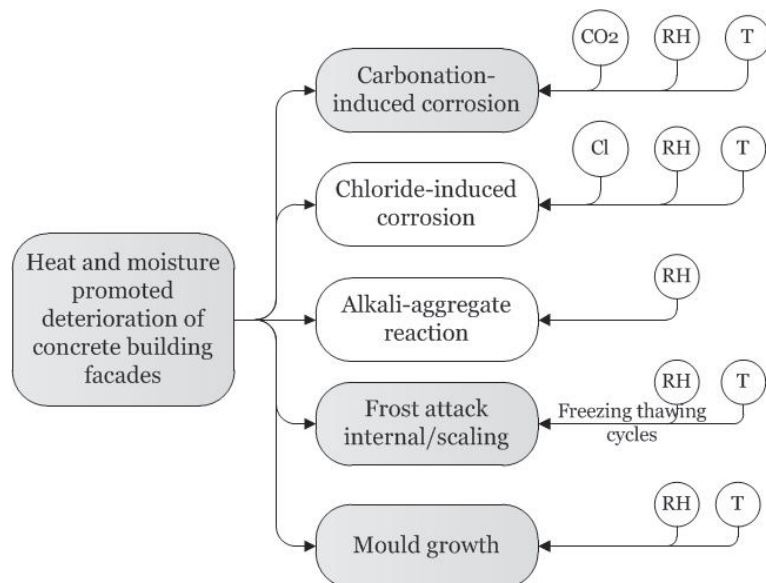 CO2
RH
T
Carbonation-
induced corrosion
Cl
RH
T
Chloride-induced
corrosion
Heat and moisture
promoted
deterioration of
concrete building
facades
RH
Alkali-aggregate
reaction
RH
T
Frost attack
internal/scaling
Freezing thawing
cycles
RH
T
Mould growth